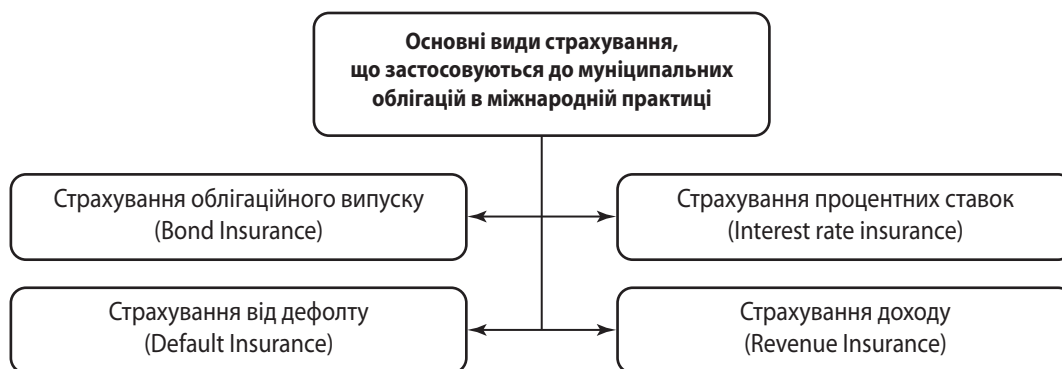 Основні види страхування,
що застосовуються до муніципальних
облігацій в міжнародній практиці
Страхування облігаційного випуску
(Bond Insurance)
Страхування процентних ставок
(Interest rate insurance)
Страхування від дефолту
(Default Insurance)
Страхування доходу
(Revenue Insurance)